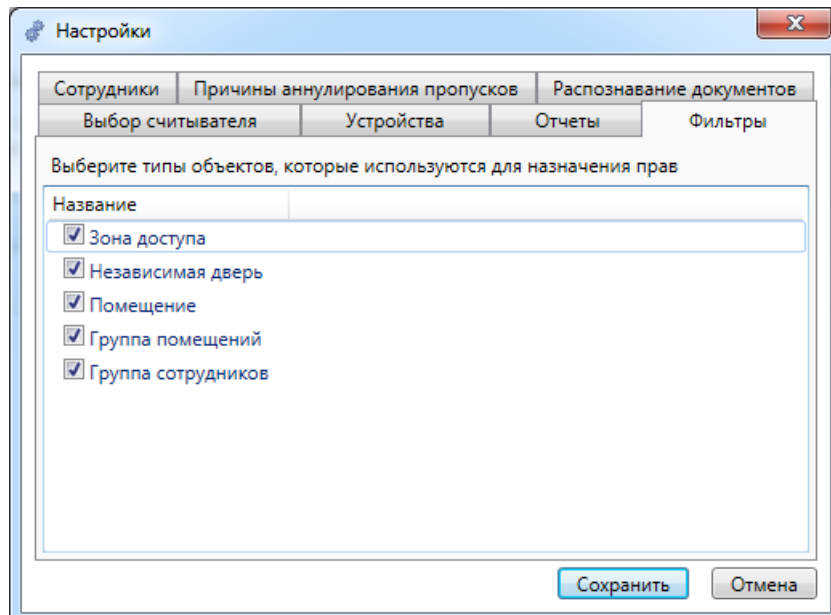 Настройки
Сотрудники Причины аннулирования пропусков Распознавание документов
Выбор считывателя Устройства Отчеты Фильтры
Выберите типы объектов, которые используются для назначения прав
Название
Зона доступа
Независимая дверь
Помещение
Группа помещений
Группа сотрудников
Сохранить Отмена